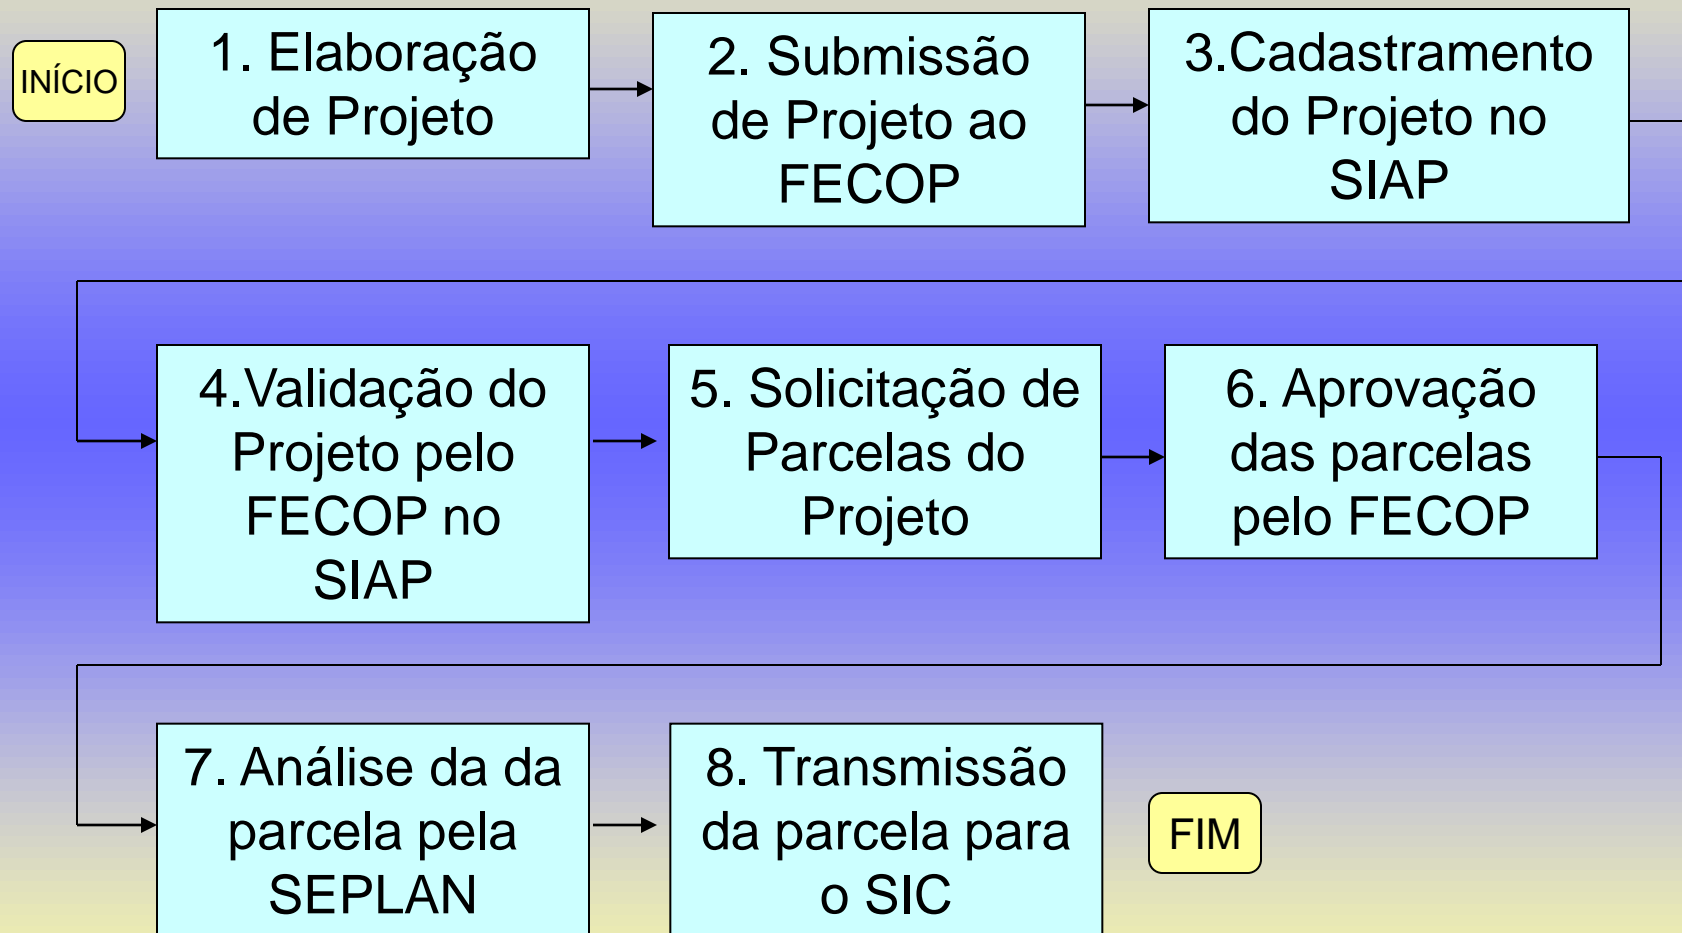 INÍCIO
1. Elaboração
de Projeto
2. Submissão
de Projeto ao
FECOP
3.Cadastramento
do Projeto no
SIAP
4.Validação do
Projeto pelo
FECOP no
SIAP
5. Solicitação de
Parcelas do
Projeto
6. Aprovação
das parcelas
pelo FECOP
7. Análise da da
parcela pela
SEPLAN
8. Transmissão
da parcela para
o SIC
FIM